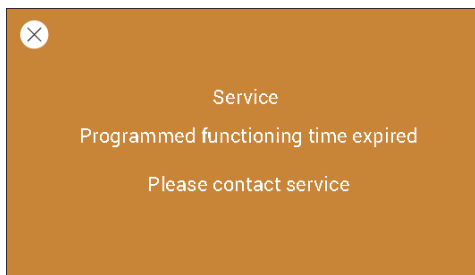 Service
Programmed functioning time expired
Please contact service